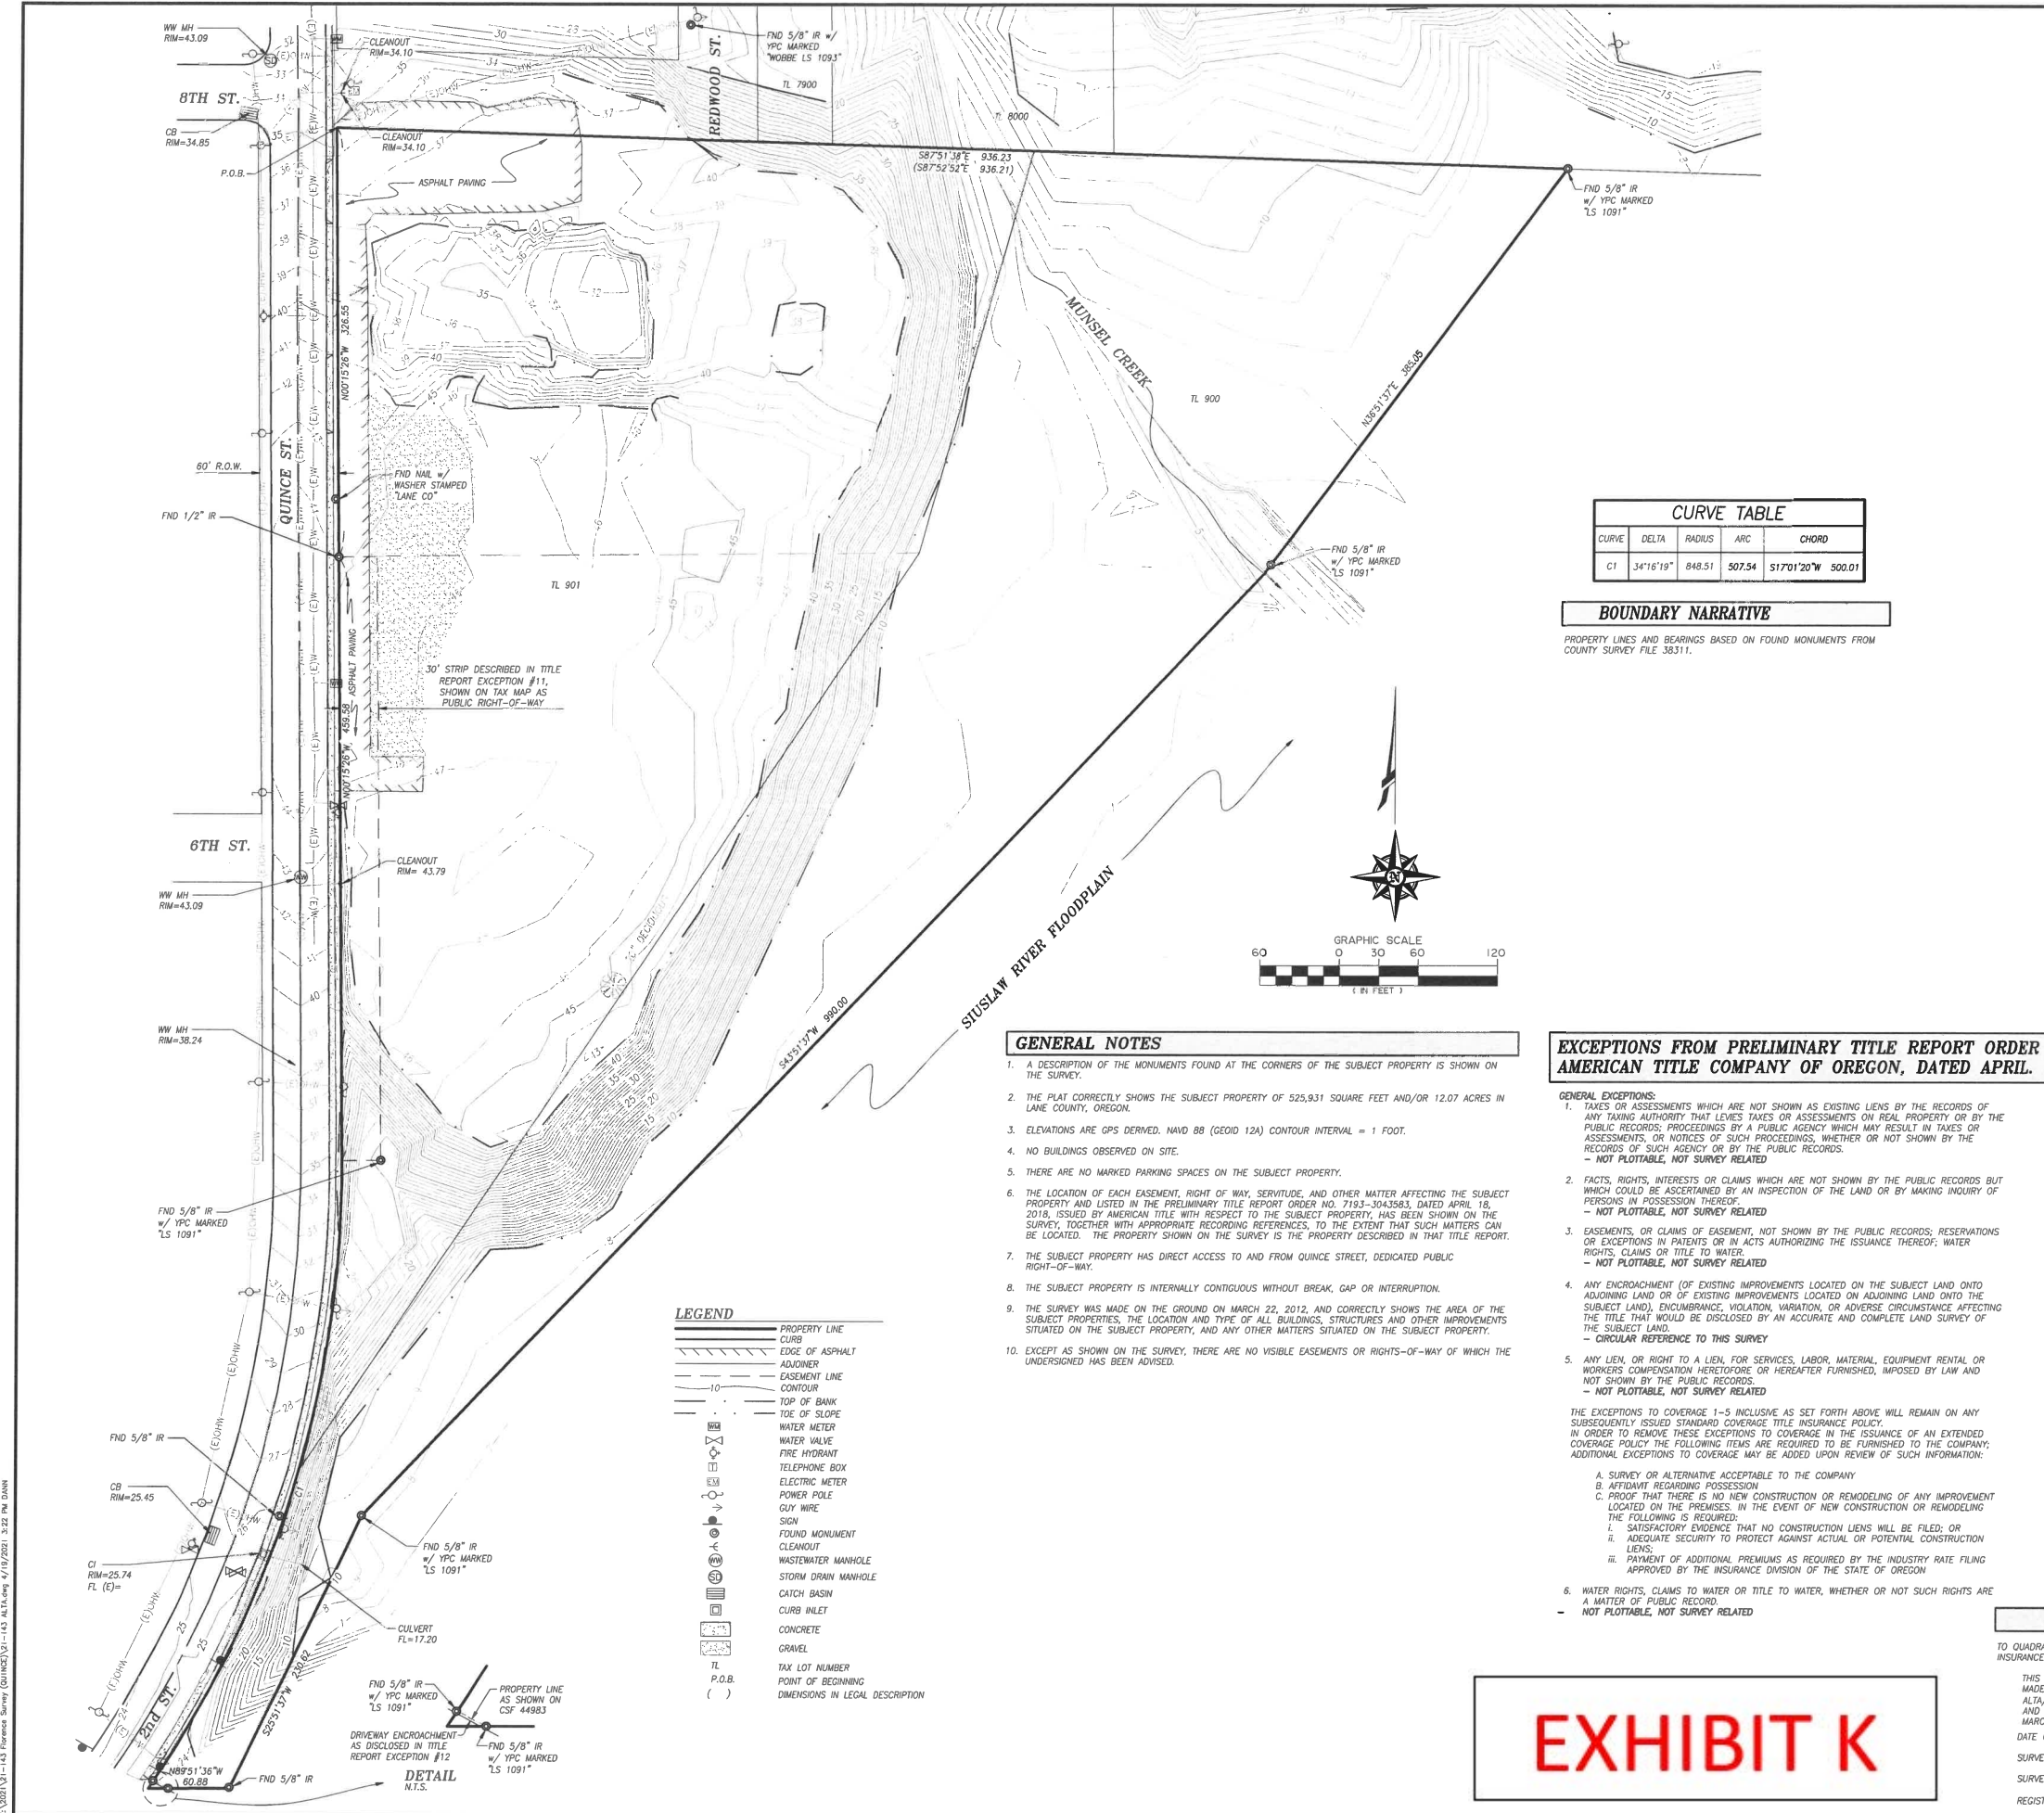 WW MH
RIM=43.09
8TH ST.
CB
RIM=34.85
P.O.B.
CLEANOUT
RIM=34.10
CLEANOUT
RIM=34.10
ASPHALT PAVING
REDWOOD ST.
FND 5/8" IR w/
YPC MARKED
"WOBBE LS 1093"
TL 7900
TL 8000
S87°51'38"E 936.23
(S87°52'52"E 936.21)
FND 5/8" IR
w/ YPC MARKED
"LS 1091"
N00°15'26"W 326.55
MUNSEL CREEK
TL 900
N36°51'37"E 385.05
60' R.O.W.
QUINCE ST.
FND NAIL w/
WASHER STAMPED
"LANE CO"
FND 1/2" IR
TL 901
FND 5/8" IR
w/ YPC MARKED
"LS 1091"
ASPHALT PAVING
30' STRIP DESCRIBED IN TITLE
REPORT EXCEPTION #11,
SHOWN ON TAX MAP AS
PUBLIC RIGHT-OF-WAY
N00°15'26"W 459.58
6TH ST.
CLEANOUT
RIM= 43.79
WW MH
RIM=43.09
WW MH
RIM=38.24
S43°51'37"W 990.00
SIUSLAW RIVER FLOODPLAIN
FND 5/8" IR
w/ YPC MARKED
"LS 1091"
FND 5/8" IR
CB
RIM=25.45
CI
RIM=25.74
FL (E)=
C1
FND 5/8" IR
w/ YPC MARKED
"LS 1091"
CULVERT
FL=17.20
S25°51'37"W 230.62
2nd ST.
N89°51'36"W
60.88
FND 5/8" IR
FND 5/8" IR
w/ YPC MARKED
"LS 1091"
PROPERTY LINE
AS SHOWN ON
CSF 44983
DRIVEWAY ENCROACHMENT
AS DISCLOSED IN TITLE
REPORT EXCEPTION #12
FND 5/8" IR
w/ YPC MARKED
"LS 1091"
DETAIL
N.T.S.
CURVE TABLE
CURVE DELTA RADIUS ARC CHORD
C1 34°16'19" 848.51 507.54 S17°01'20"W 500.01
BOUNDARY NARRATIVE
PROPERTY LINES AND BEARINGS BASED ON FOUND MONUMENTS FROM
COUNTY SURVEY FILE 38311.
N
GRAPHIC SCALE
60 0 30 60 120
( IN FEET )
LEGEND
PROPERTY LINE
CURB
EDGE OF ASPHALT
ADJOINER
EASEMENT LINE
10 CONTOUR
TOP OF BANK
TOE OF SLOPE
WM WATER METER
WATER VALVE
FIRE HYDRANT
T TELEPHONE BOX
EM ELECTRIC METER
POWER POLE
GUY WIRE
SIGN
FOUND MONUMENT
CLEANOUT
WW WASTEWATER MANHOLE
SD STORM DRAIN MANHOLE
CATCH BASIN
CURB INLET
CONCRETE
GRAVEL
TL TAX LOT NUMBER
P.O.B. POINT OF BEGINNING
( ) DIMENSIONS IN LEGAL DESCRIPTION
GENERAL NOTES
1. A DESCRIPTION OF THE MONUMENTS FOUND AT THE CORNERS OF THE SUBJECT PROPERTY IS SHOWN ON
THE SURVEY.
2. THE PLAT CORRECTLY SHOWS THE SUBJECT PROPERTY OF 525,931 SQUARE FEET AND/OR 12.07 ACRES IN
LANE COUNTY, OREGON.
3. ELEVATIONS ARE GPS DERIVED. NAVD 88 (GEOID 12A) CONTOUR INTERVAL = 1 FOOT.
4. NO BUILDINGS OBSERVED ON SITE.
5. THERE ARE NO MARKED PARKING SPACES ON THE SUBJECT PROPERTY.
6. THE LOCATION OF EACH EASEMENT, RIGHT OF WAY, SERVITUDE, AND OTHER MATTER AFFECTING THE SUBJECT
PROPERTY AND LISTED IN THE PRELIMINARY TITLE REPORT ORDER NO. 7193-3043583, DATED APRIL 18,
2018, ISSUED BY AMERICAN TITLE WITH RESPECT TO THE SUBJECT PROPERTY, HAS BEEN SHOWN ON THE
SURVEY, TOGETHER WITH APPROPRIATE RECORDING REFERENCES, TO THE EXTENT THAT SUCH MATTERS CAN
BE LOCATED. THE PROPERTY SHOWN ON THE SURVEY IS THE PROPERTY DESCRIBED IN THAT TITLE REPORT.
7. THE SUBJECT PROPERTY HAS DIRECT ACCESS TO AND FROM QUINCE STREET, DEDICATED PUBLIC
RIGHT-OF-WAY.
8. THE SUBJECT PROPERTY IS INTERNALLY CONTIGUOUS WITHOUT BREAK, GAP OR INTERRUPTION.
9. THE SURVEY WAS MADE ON THE GROUND ON MARCH 22, 2012, AND CORRECTLY SHOWS THE AREA OF THE
SUBJECT PROPERTIES, THE LOCATION AND TYPE OF ALL BUILDINGS, STRUCTURES AND OTHER IMPROVEMENTS
SITUATED ON THE SUBJECT PROPERTY, AND ANY OTHER MATTERS SITUATED ON THE SUBJECT PROPERTY.
10. EXCEPT AS SHOWN ON THE SURVEY, THERE ARE NO VISIBLE EASEMENTS OR RIGHTS-OF-WAY OF WHICH THE
UNDERSIGNED HAS BEEN ADVISED.
EXCEPTIONS FROM PRELIMINARY TITLE REPORT ORDER
AMERICAN TITLE COMPANY OF OREGON, DATED APRIL.
GENERAL EXCEPTIONS:
1. TAXES OR ASSESSMENTS WHICH ARE NOT SHOWN AS EXISTING LIENS BY THE RECORDS OF
ANY TAXING AUTHORITY THAT LEVIES TAXES OR ASSESSMENTS ON REAL PROPERTY OR BY THE
PUBLIC RECORDS; PROCEEDINGS BY A PUBLIC AGENCY WHICH MAY RESULT IN TAXES OR
ASSESSMENTS, OR NOTICES OF SUCH PROCEEDINGS, WHETHER OR NOT SHOWN BY THE
RECORDS OF SUCH AGENCY OR BY THE PUBLIC RECORDS.
– NOT PLOTTABLE, NOT SURVEY RELATED
2. FACTS, RIGHTS, INTERESTS OR CLAIMS WHICH ARE NOT SHOWN BY THE PUBLIC RECORDS BUT
WHICH COULD BE ASCERTAINED BY AN INSPECTION OF THE LAND OR BY MAKING INQUIRY OF
PERSONS IN POSSESSION THEREOF.
– NOT PLOTTABLE, NOT SURVEY RELATED
3. EASEMENTS, OR CLAIMS OF EASEMENT, NOT SHOWN BY THE PUBLIC RECORDS; RESERVATIONS
OR EXCEPTIONS IN PATENTS OR IN ACTS AUTHORIZING THE ISSUANCE THEREOF; WATER
RIGHTS, CLAIMS OR TITLE TO WATER.
– NOT PLOTTABLE, NOT SURVEY RELATED
4. ANY ENCROACHMENT (OF EXISTING IMPROVEMENTS LOCATED ON THE SUBJECT LAND ONTO
ADJOINING LAND OR OF EXISTING IMPROVEMENTS LOCATED ON ADJOINING LAND ONTO THE
SUBJECT LAND), ENCUMBRANCE, VIOLATION, VARIATION, OR ADVERSE CIRCUMSTANCE AFFECTING
THE TITLE THAT WOULD BE DISCLOSED BY AN ACCURATE AND COMPLETE LAND SURVEY OF
THE SUBJECT LAND.
– CIRCULAR REFERENCE TO THIS SURVEY
5. ANY LIEN, OR RIGHT TO A LIEN, FOR SERVICES, LABOR, MATERIAL, EQUIPMENT RENTAL OR
WORKERS COMPENSATION HERETOFORE OR HEREAFTER FURNISHED, IMPOSED BY LAW AND
NOT SHOWN BY THE PUBLIC RECORDS.
– NOT PLOTTABLE, NOT SURVEY RELATED
THE EXCEPTIONS TO COVERAGE 1-5 INCLUSIVE AS SET FORTH ABOVE WILL REMAIN ON ANY
SUBSEQUENTLY ISSUED STANDARD COVERAGE TITLE INSURANCE POLICY.
IN ORDER TO REMOVE THESE EXCEPTIONS TO COVERAGE IN THE ISSUANCE OF AN EXTENDED
COVERAGE POLICY THE FOLLOWING ITEMS ARE REQUIRED TO BE FURNISHED TO THE COMPANY;
ADDITIONAL EXCEPTIONS TO COVERAGE MAY BE ADDED UPON REVIEW OF SUCH INFORMATION:
A. SURVEY OR ALTERNATIVE ACCEPTABLE TO THE COMPANY
B. AFFIDAVIT REGARDING POSSESSION
C. PROOF THAT THERE IS NO NEW CONSTRUCTION OR REMODELING OF ANY IMPROVEMENT
LOCATED ON THE PREMISES. IN THE EVENT OF NEW CONSTRUCTION OR REMODELING
THE FOLLOWING IS REQUIRED:
i. SATISFACTORY EVIDENCE THAT NO CONSTRUCTION LIENS WILL BE FILED; OR
ii. ADEQUATE SECURITY TO PROTECT AGAINST ACTUAL OR POTENTIAL CONSTRUCTION
LIENS;
iii. PAYMENT OF ADDITIONAL PREMIUMS AS REQUIRED BY THE INDUSTRY RATE FILING
APPROVED BY THE INSURANCE DIVISION OF THE STATE OF OREGON
6. WATER RIGHTS, CLAIMS TO WATER OR TITLE TO WATER, WHETHER OR NOT SUCH RIGHTS ARE
A MATTER OF PUBLIC RECORD.
– NOT PLOTTABLE, NOT SURVEY RELATED
TO QUADRA
INSURANCE
THIS
MADE
ALTA/
AND
MARC
DATE
SURVE
SURVE
REGIST
EXHIBIT K
\2021\21-143 Florence Survey (QUINCE)\21-143 ALTA.dwg 4/19/2021 3:22 PM DANN